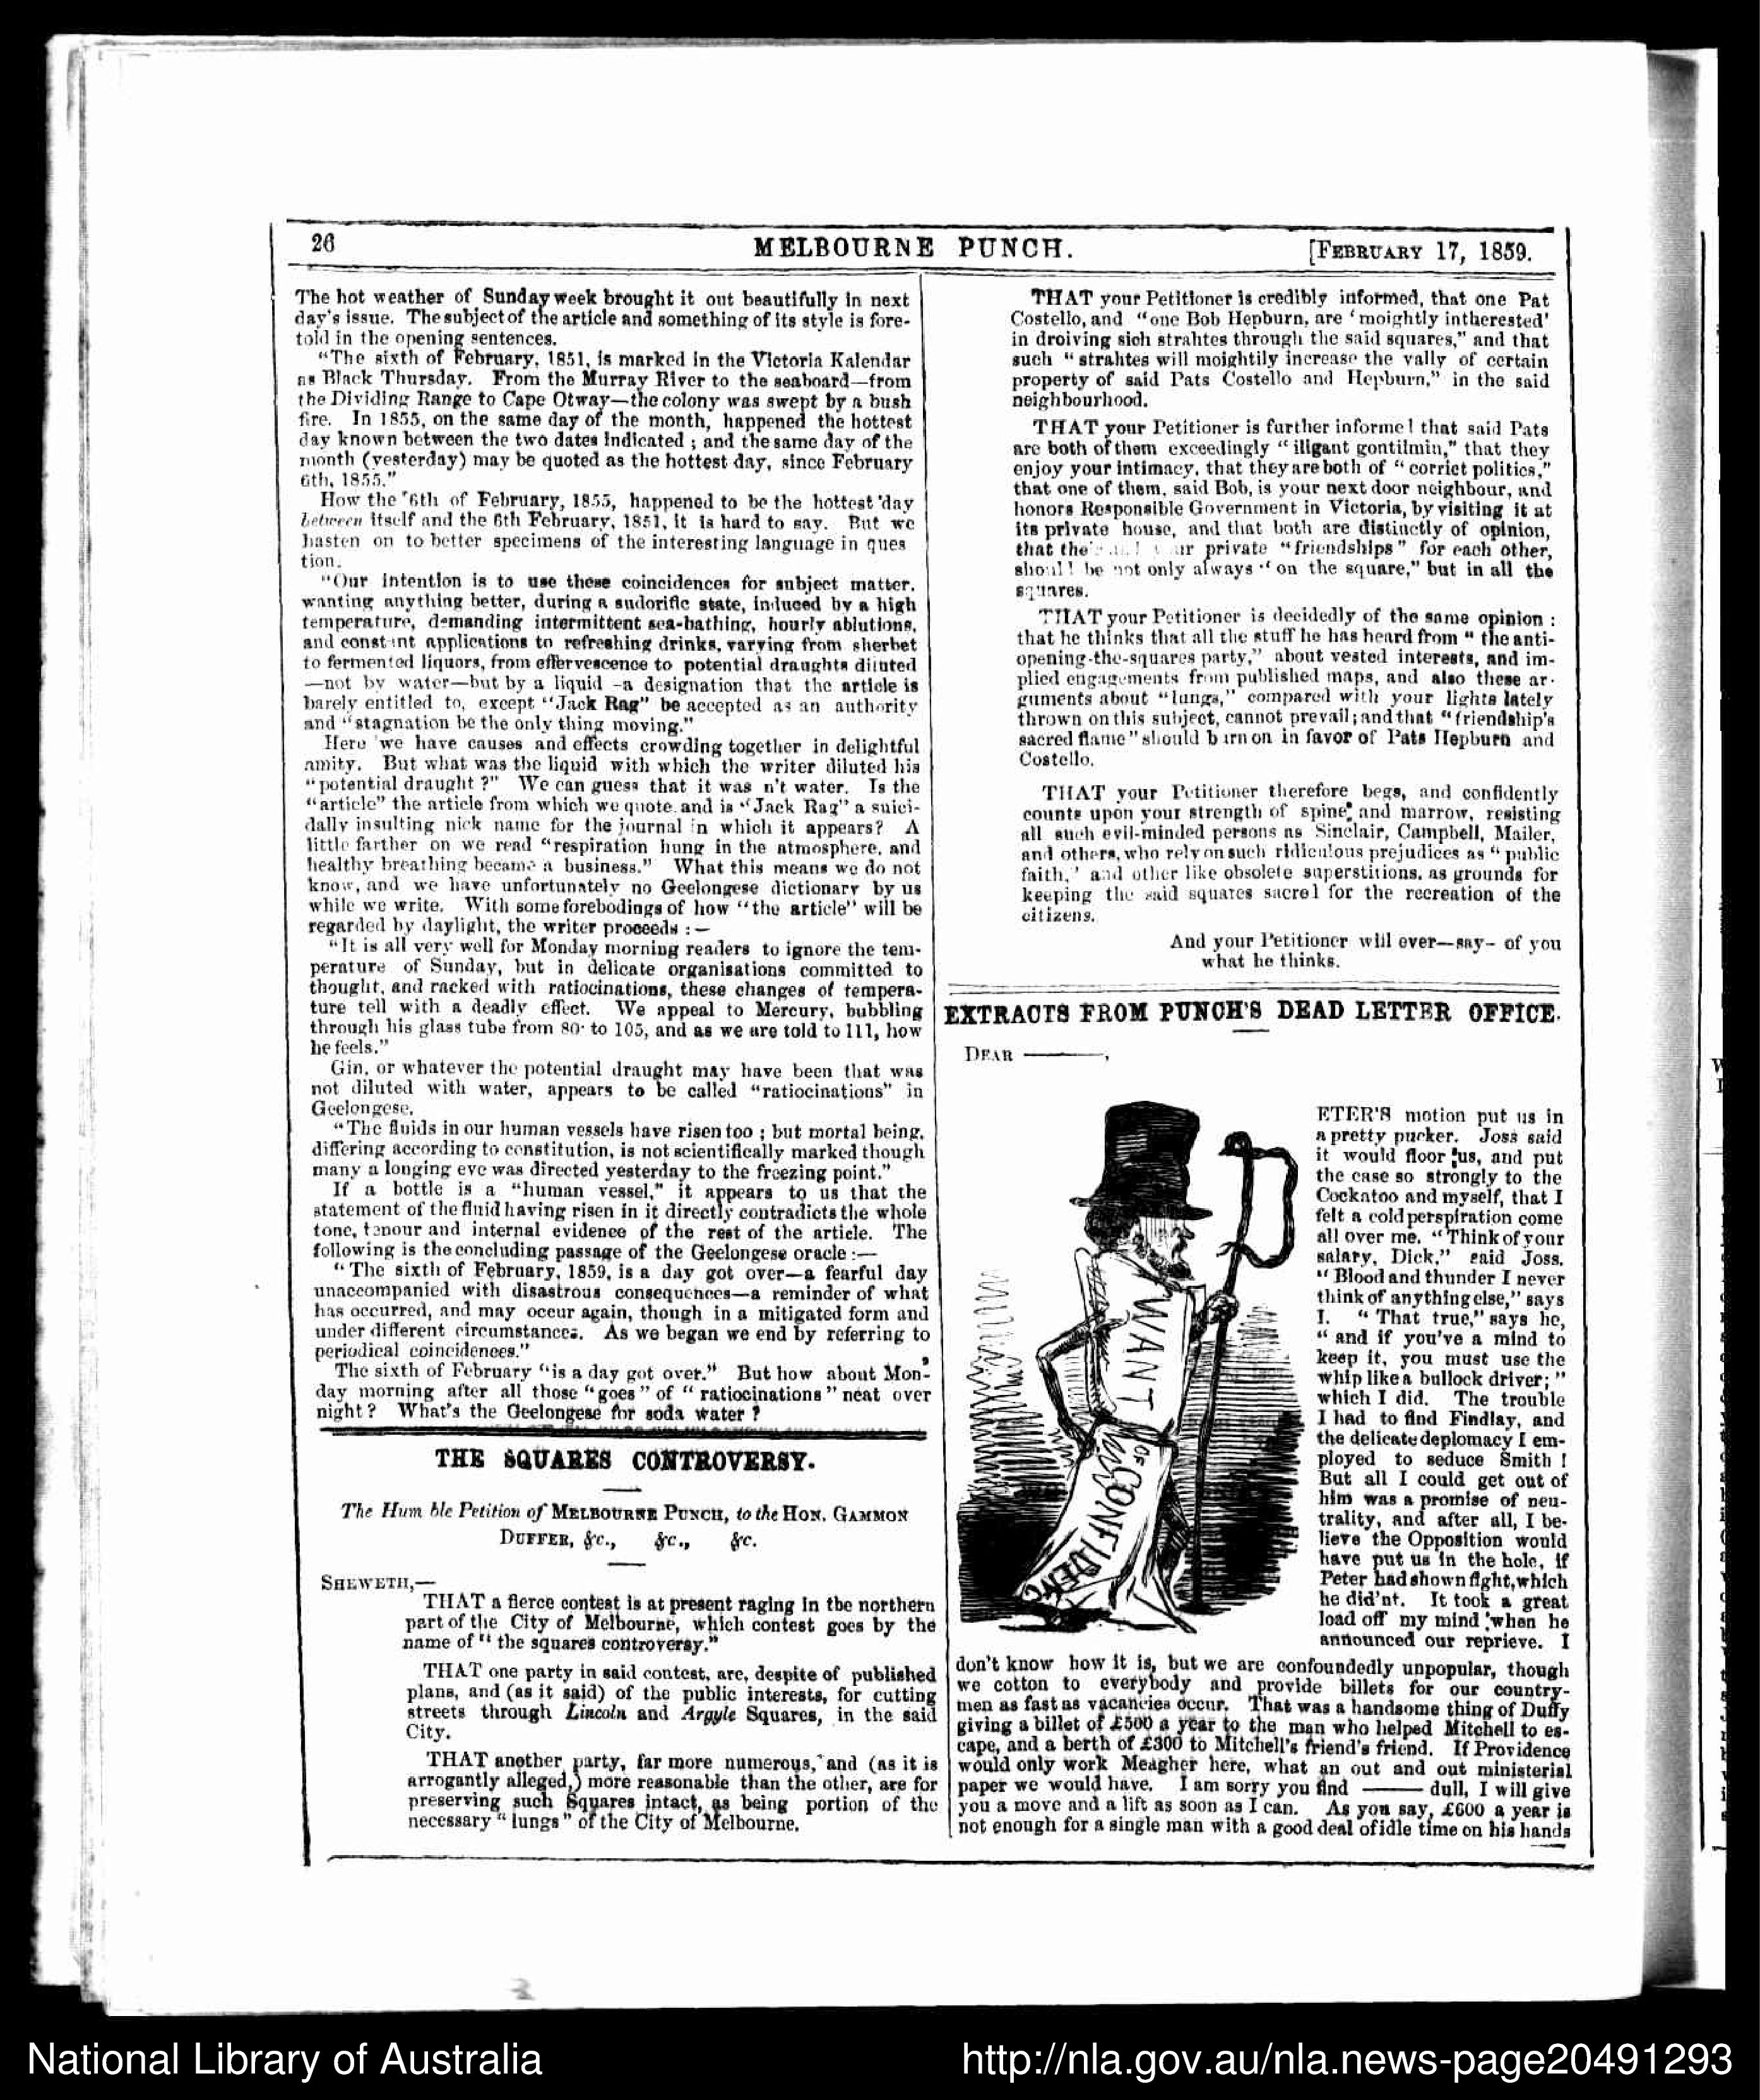 26
MELBOURNE PUNCH.
[FEBRUARY 17, 1859.
The hot weather of Sunday week brought it out beautifully in next
day's issue. The subject of the article and something of its style is fore-
told in the opening sentences.
"The sixth of February, 1851, is marked in the Victoria Kalendar
as Black Thursday. From the Murray River to the seaboard—from
the Dividing Range to Cape Otway—the colony was swept by a bush
fire. In 1855, on the same day of the month, happened the hottest
day known between the two dates indicated ; and the same day of the
month (yesterday) may be quoted as the hottest day, since February
6th, 1855."
How the 6th of February, 1855, happened to be the hottest day
between itself and the 6th February, 1851, it is hard to say. But we
hasten on to better specimens of the interesting language in ques
tion.
"Our intention is to use these coincidences for subject matter,
wanting anything better, during a sudorific state, induced by a high
temperature, demanding intermittent sea-bathing, hourly ablutions,
and constant applications to refreshing drinks, varying from sherbet
to fermented liquors, from effervescence to potential draughts diluted
—not by water—but by a liquid —a designation that the article is
barely entitled to, except "Jack Rag" be accepted as an authority
and "stagnation be the only thing moving."
Here we have causes and effects crowding together in delightful
amity. But what was the liquid with which the writer diluted his
"potential draught ?" We can guess that it was n't water. Is the
"article" the article from which we quote and is "Jack Rag" a suici-
dally insulting nick name for the journal in which it appears? A
little farther on we read "respiration hung in the atmosphere, and
healthy breathing became a business." What this means we do not
know, and we have unfortunately no Geelongese dictionary by us
while we write. With some forebodings of how "the article" will be
regarded by daylight, the writer proceeds :—
"It is all very well for Monday morning readers to ignore the tem-
perature of Sunday, but in delicate organisations committed to
thought, and racked with ratiocinations, these changes of tempera-
ture tell with a deadly effect. We appeal to Mercury, bubbling
through his glass tube from 80· to 105, and as we are told to 111, how
he feels."
Gin, or whatever the potential draught may have been that was
not diluted with water, appears to be called "ratiocinations" in
Geelongese.
"The fluids in our human vessels have risen too ; but mortal being,
differing according to constitution, is not scientifically marked though
many a longing eye was directed yesterday to the freezing point."
If a bottle is a "human vessel," it appears to us that the
statement of the fluid having risen in it directly contradicts the whole
tone, tenour and internal evidence of the rest of the article. The
following is the concluding passage of the Geelongese oracle :—
"The sixth of February, 1859, is a day got over—a fearful day
unaccompanied with disastrous consequences—a reminder of what
has occurred, and may occur again, though in a mitigated form and
under different circumstances. As we began we end by referring to
periodical coincidences."
The sixth of February "is a day got over." But how about Mon-
day morning after all those "goes" of "ratiocinations" neat over
night? What's the Geelongese for soda water ?
THE SQUARES CONTROVERSY.
The Hum ble Petition of MELBOURNE PUNCH, to the HON. GAMMON
DUFFER, &c., &c., &c.
SHEWETH,—
THAT a fierce contest is at present raging in the northern
part of the City of Melbourne, which contest goes by the
name of "the squares controversy."
THAT one party in said contest, are, despite of published
plans, and (as it said) of the public interests, for cutting
streets through Lincoln and Argyle Squares, in the said
City.
THAT another party, far more numerous, and (as it is
arrogantly alleged,) more reasonable than the other, are for
preserving such Squares intact, as being portion of the
necessary "lungs" of the City of Melbourne.
THAT your Petitioner is credibly informed, that one Pat
Costello, and "one Bob Hepburn, are 'moightly intherested'
in droiving sich strahtes through the said squares," and that
such "strahtes will moightily increase the vally of certain
property of said Pats Costello and Hepburn," in the said
neighbourhood.
THAT your Petitioner is further informed that said Pats
are both of them exceedingly "iligant gontilmin," that they
enjoy your intimacy, that they are both of "corriet politics,"
that one of them, said Bob, is your next door neighbour, and
honors Responsible Government in Victoria, by visiting it at
its private house, and that both are distinctly of opinion,
that private "friendships" for each other,
should be not only always "on the square," but in all the
squares.
THAT your Petitioner is decidedly of the same opinion :
that he thinks that all the stuff he has heard from "the anti-
opening-the-squares party," about vested interests, and im-
plied engagements from published maps, and also these ar-
guments about "lungs," compared with your lights lately
thrown on this subject, cannot prevail; and that "friendship's
sacred flame" should burn on in favor of Pats Hepburn and
Costello.
THAT your Petitioner therefore begs, and confidently
counts upon your strength of spine, and marrow, resisting
all such evil-minded persons as Sinclair, Campbell, Mailer,
and others, who rely on such ridiculous prejudices as "public
faith," and other like obsolete superstitions, as grounds for
keeping the said squares sacred for the recreation of the
citizens.
And your Petitioner will ever—say— of you
what he thinks.
EXTRACTS FROM PUNCH'S DEAD LETTER OFFICE.
DEAR ———,
WANT
OF
CONFIDENC
ETER'S motion put us in
a pretty pucker. Joss said
it would floor us, and put
the case so strongly to the
Cockatoo and myself, that I
felt a cold perspiration come
all over me. "Think of your
salary, Dick," said Joss.
"Blood and thunder I never
think of anything else," says
I. "That true," says he,
"and if you've a mind to
keep it, you must use the
whip like a bullock driver;"
which I did. The trouble
I had to find Findlay, and
the delicate deplomacy I em-
ployed to seduce Smith !
But all I could get out of
him was a promise of neu-
trality, and after all, I be-
lieve the Opposition would
have put us in the hole, if
Peter had shown fight, which
he did'nt. It took a great
load off my mind when he
announced our reprieve. I
don't know how it is, but we are confoundedly unpopular, though
we cotton to everybody and provide billets for our country-
men as fast as vacancies occur. That was a handsome thing of Duffy
giving a billet of £500 a year to the man who helped Mitchell to es-
cape, and a berth of £300 to Mitchell's friend's friend. If Providence
would only work Meagher here, what an out and out ministerial
paper we would have. I am sorry you find ——— dull, I will give
you a move and a lift as soon as I can. As you say, £600 a year is
not enough for a single man with a good deal of idle time on his hands
National Library of Australia
http://nla.gov.au/nla.news-page20491293